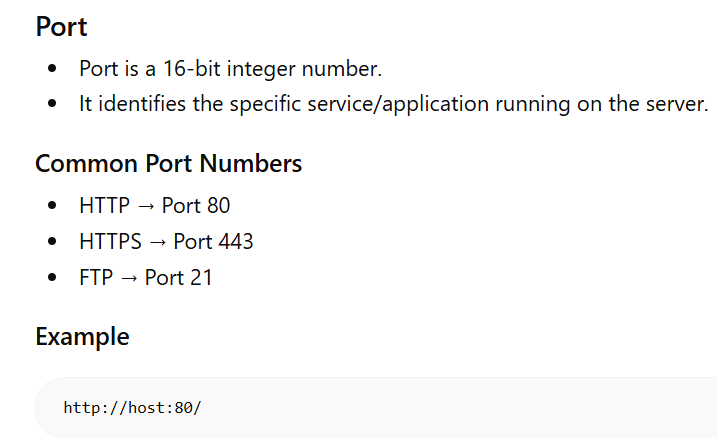 Port
• Port is a 16-bit integer number.
• It identifies the specific service/application running on the server.
Common Port Numbers
• HTTP → Port 80
• HTTPS → Port 443
• FTP → Port 21
Example
http://host:80/